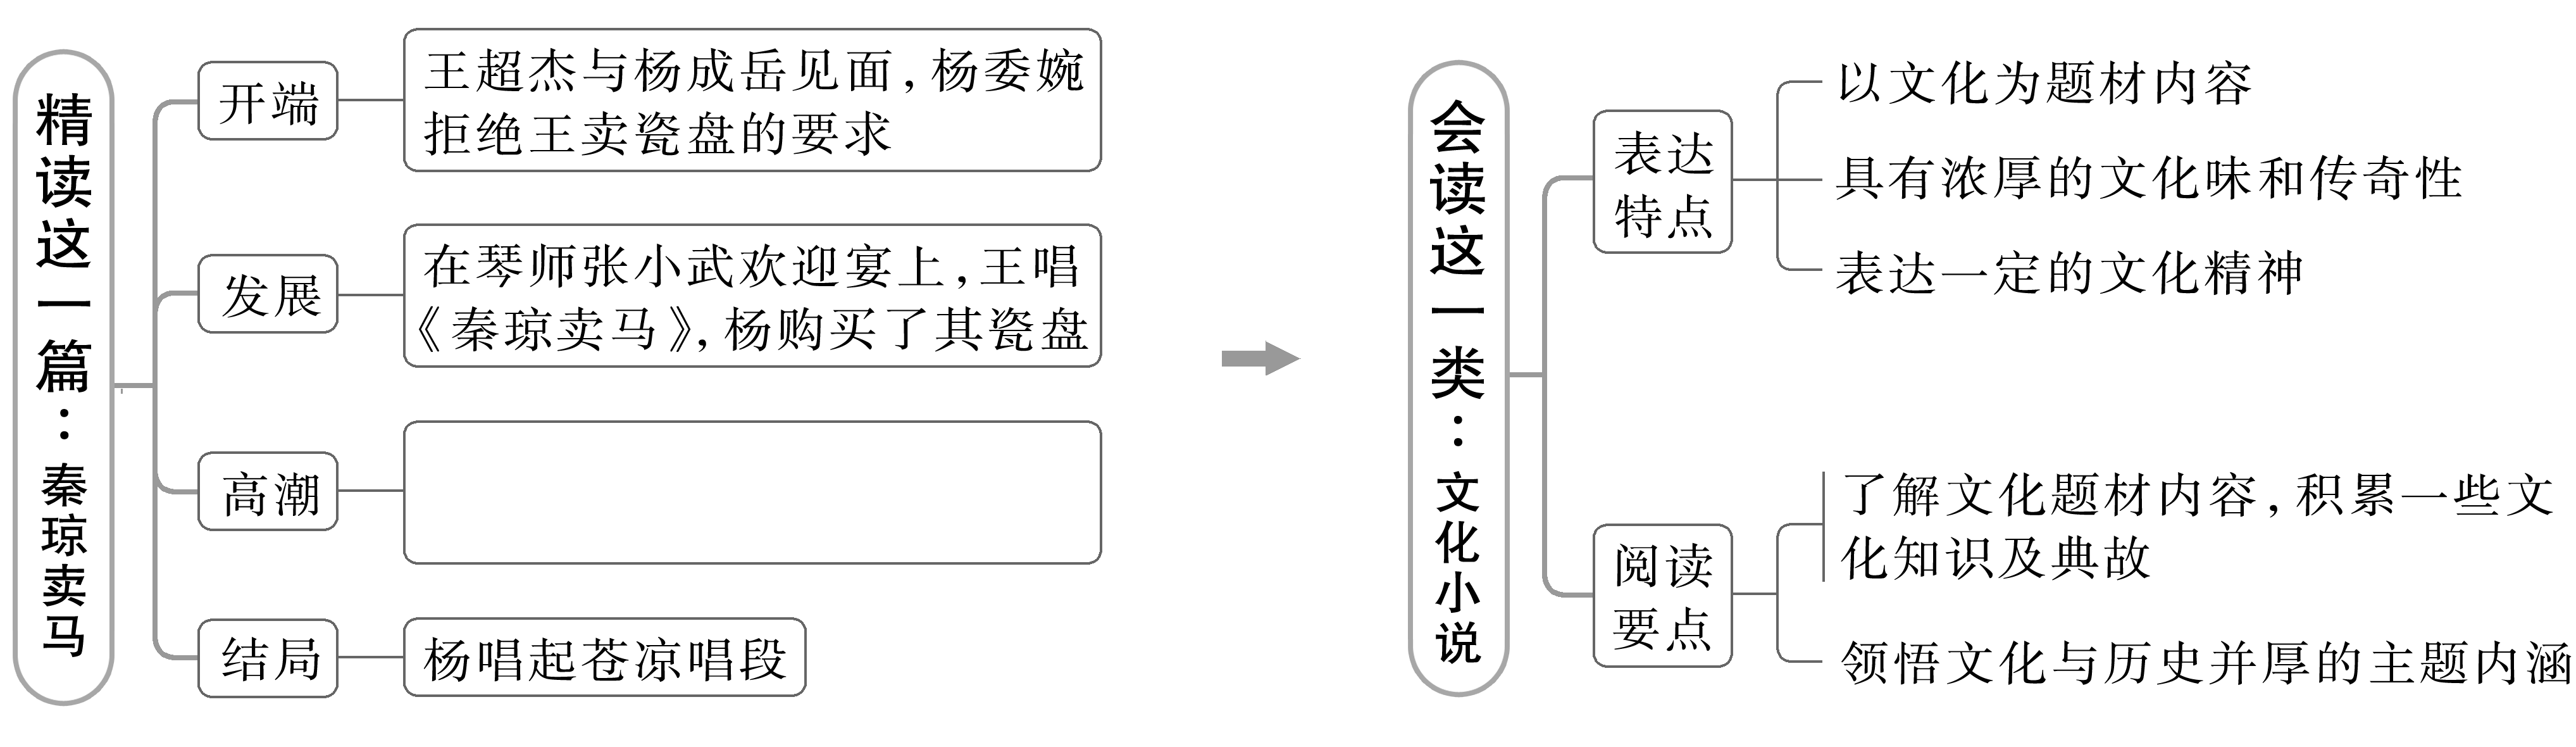 精读这一篇：秦琼卖马
开端
王超杰与杨成岳见面，杨委婉
拒绝王卖瓷盘的要求
发展
在琴师张小武欢迎宴上，王唱
《秦琼卖马》，杨购买了其瓷盘
高潮
结局
杨唱起苍凉唱段
会读这一类：文化小说
表达
特点
以文化为题材内容
具有浓厚的文化味和传奇性
表达一定的文化精神
阅读
要点
了解文化题材内容，积累一些文
化知识及典故
领悟文化与历史并厚的主题内涵